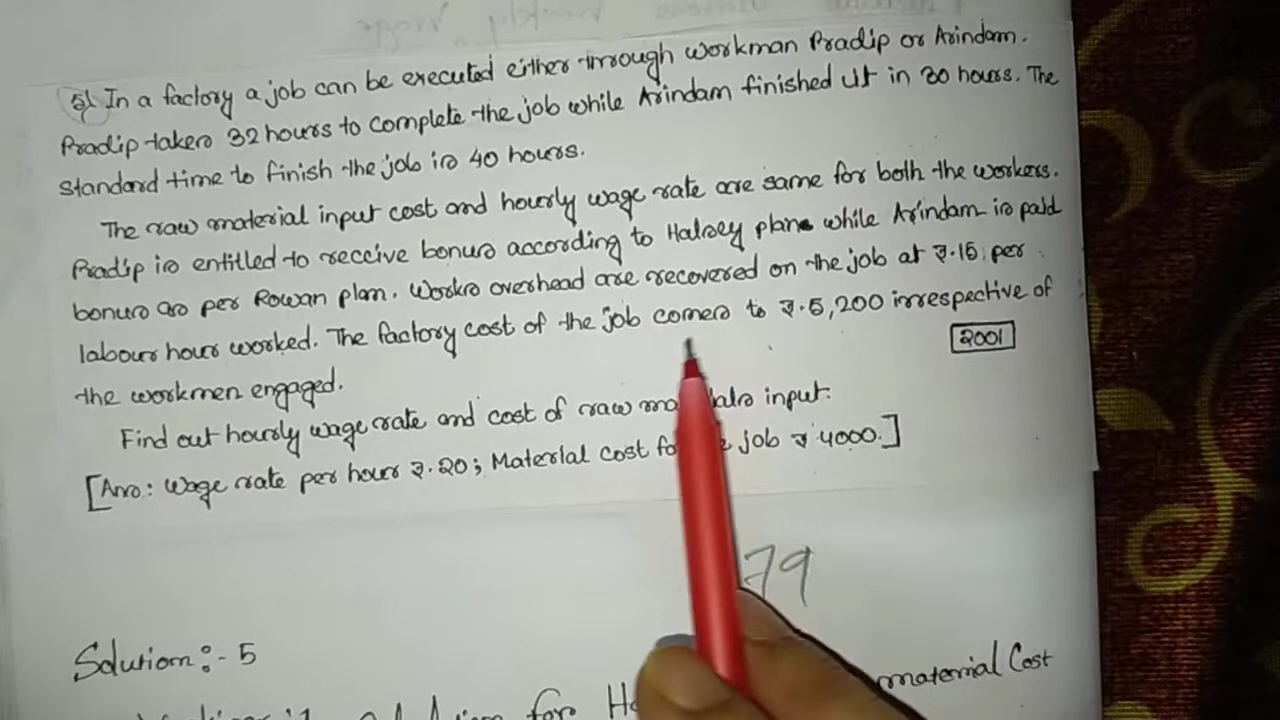 5) In a factory a job can be executed either through workman Pradip or Arindam.
Pradip takes 32 hours to complete the job while Arindam finished it in 30 hours. The
standard time to finish the job is 40 hours.
The raw material input cost and hourly wage rate are same for both the workers.
Pradip is entitled to receive bonus according to Halsey plan while Arindam is paid
bonus as per Rowan plan. Works overhead are recovered on the job at ₹.15 per
labour hour worked. The factory cost of the job comes to ₹.5,200 irrespective of
the workmen engaged.
2001
Find out hourly wage rate and cost of raw materials input.
[Ans: Wage rate per hour ₹.20; Material cost for job ₹ 4000.]
79
Solution:- 5
for
material Cost